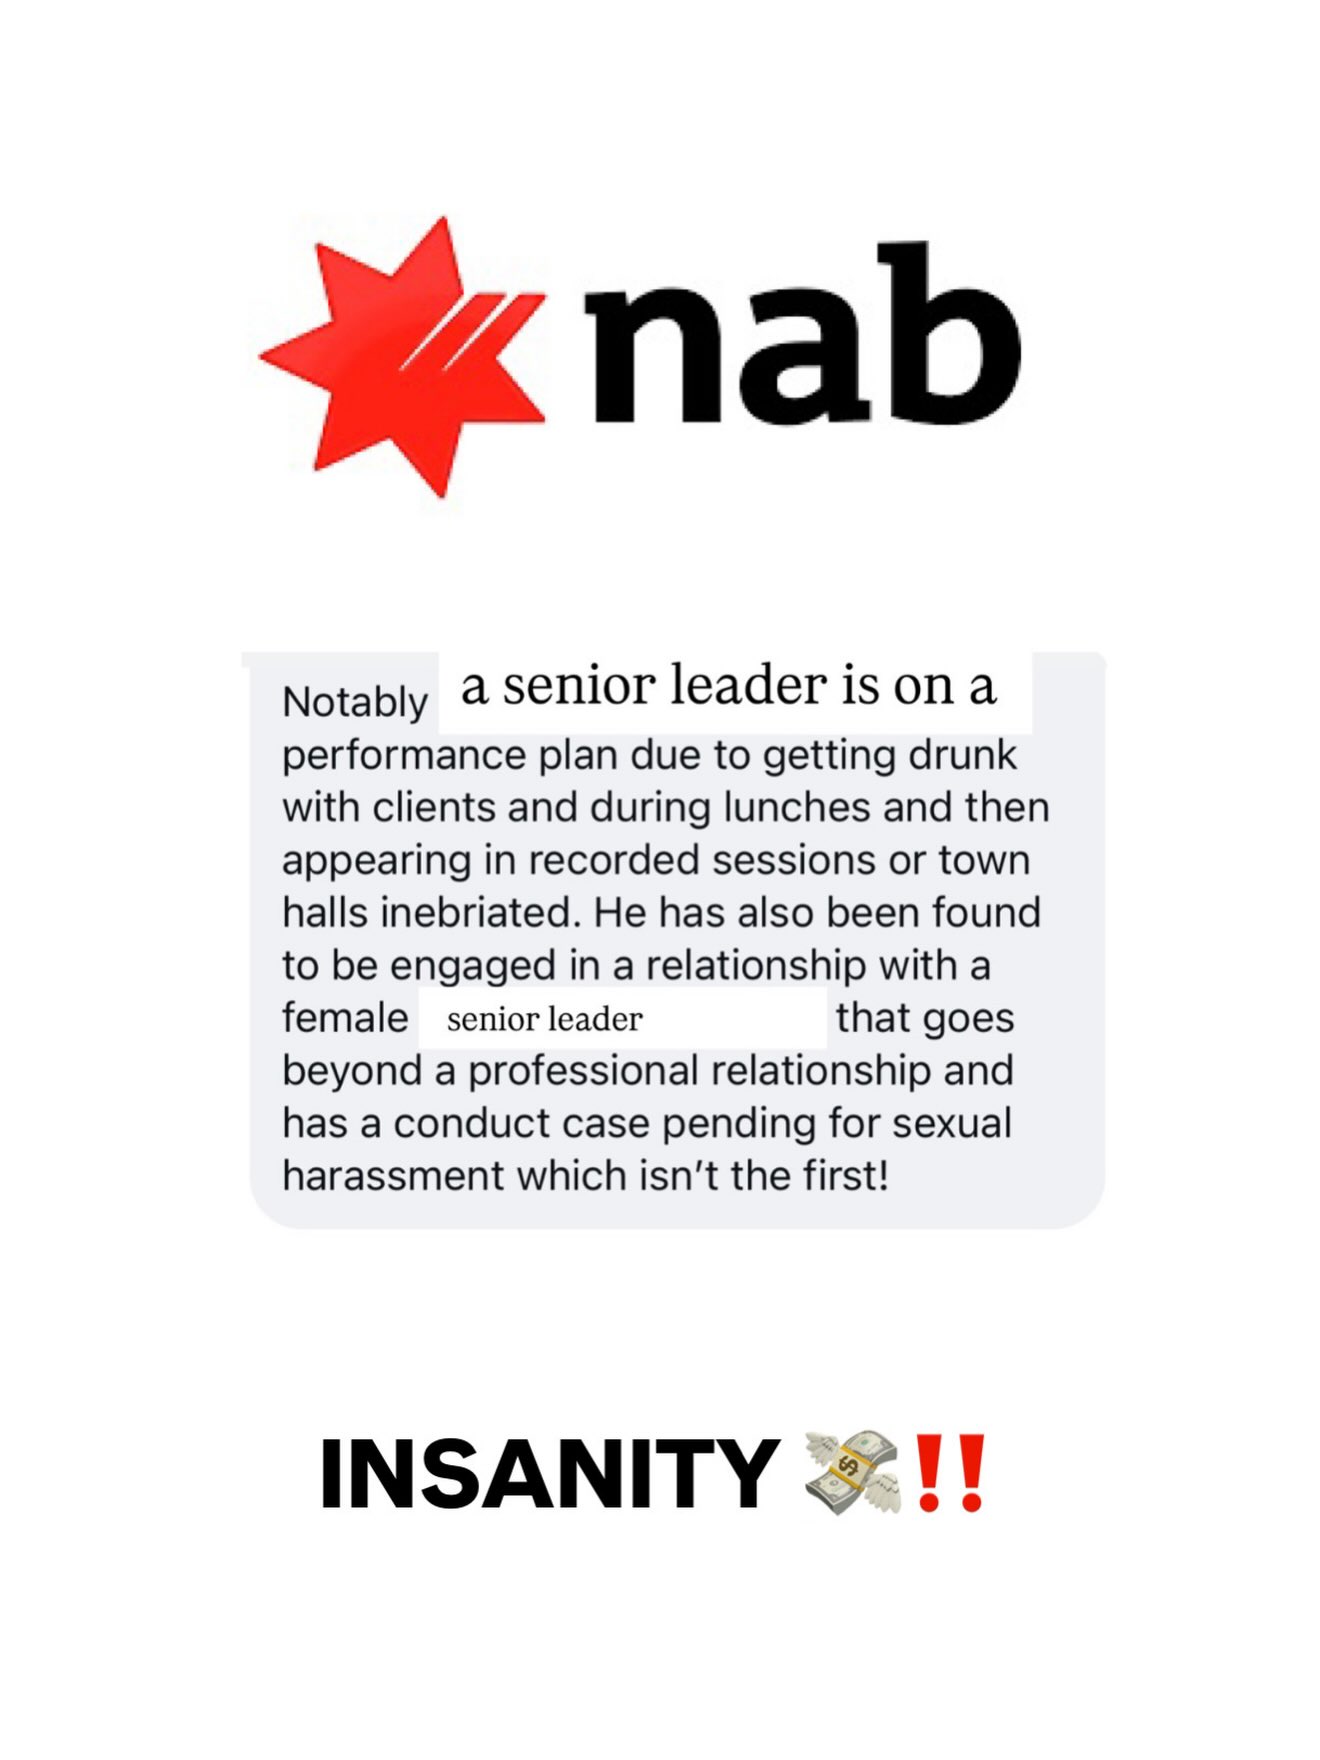 nab
Notably a senior leader is on a
performance plan due to getting drunk
with clients and during lunches and then
appearing in recorded sessions or town
halls inebriated. He has also been found
to be engaged in a relationship with a
female senior leader that goes
beyond a professional relationship and
has a conduct case pending for sexual
harassment which isn’t the first!
INSANITY 💸‼️